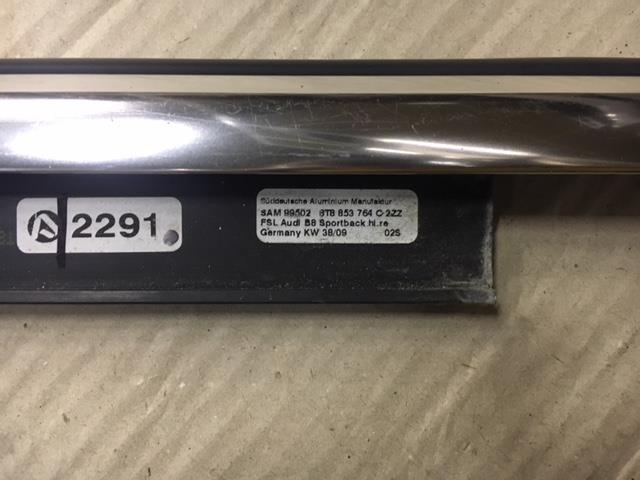 2291
Süddeutsche Aluminium Manufaktur
SAM 99502 8T8 853 764 C 2ZZ
FSL Audi B8 Sportback hi.re
Germany KW 38/09 02S